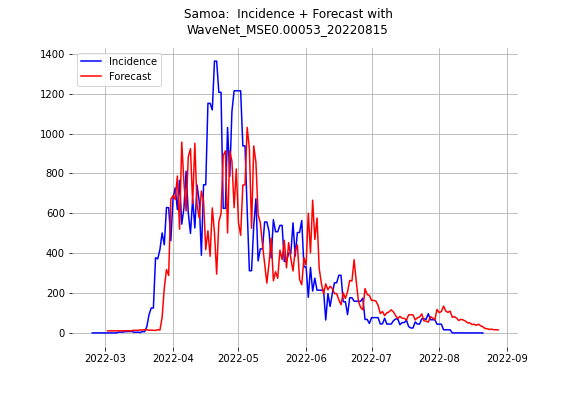 Samoa:  Incidence + Forecast with
WaveNet_MSE0.00053_20220815
Incidence
Forecast
1400
1200
1000
800
600
400
200
0
2022-03 2022-04 2022-05 2022-06 2022-07 2022-08 2022-09